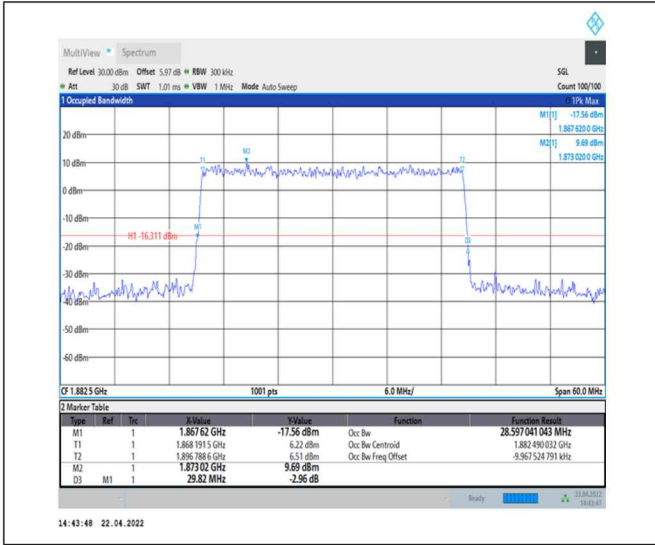 MultiView Spectrum
Ref Level 30.00 dBm Offset 5.97 dB RBW 300 kHz SGL
Att 30 dB SWT 1.01 ms VBW 1 MHz Mode Auto Sweep Count 100/100
1 Occupied Bandwidth 1Pk Max
M1[1] -17.56 dBm
1.867 620 0 GHz
M2[1] 9.69 dBm
1.873 020 0 GHz
20 dBm
M2
T1
T2
10 dBm
0 dBm
-10 dBm
M1
H1 -16.311 dBm
D3
-20 dBm
-30 dBm
-40 dBm
-50 dBm
-60 dBm
CF 1.882 5 GHz 1001 pts 6.0 MHz/ Span 60.0 MHz
2 Marker Table
Type Ref Trc X-Value Y-Value Function Function Result
M1 1 1.867 62 GHz -17.56 dBm Occ Bw 28.597 041 043 MHz
T1 1 1.868 191 5 GHz 6.22 dBm Occ Bw Centroid 1.882 490 032 GHz
T2 1 1.896 788 6 GHz 6.51 dBm Occ Bw Freq Offset -9.967 524 791 kHz
M2 1 1.873 02 GHz 9.69 dBm
D3 M1 1 29.82 MHz -2.96 dB
Ready 22.04.2022
14:43:47
14:43:48 22.04.2022